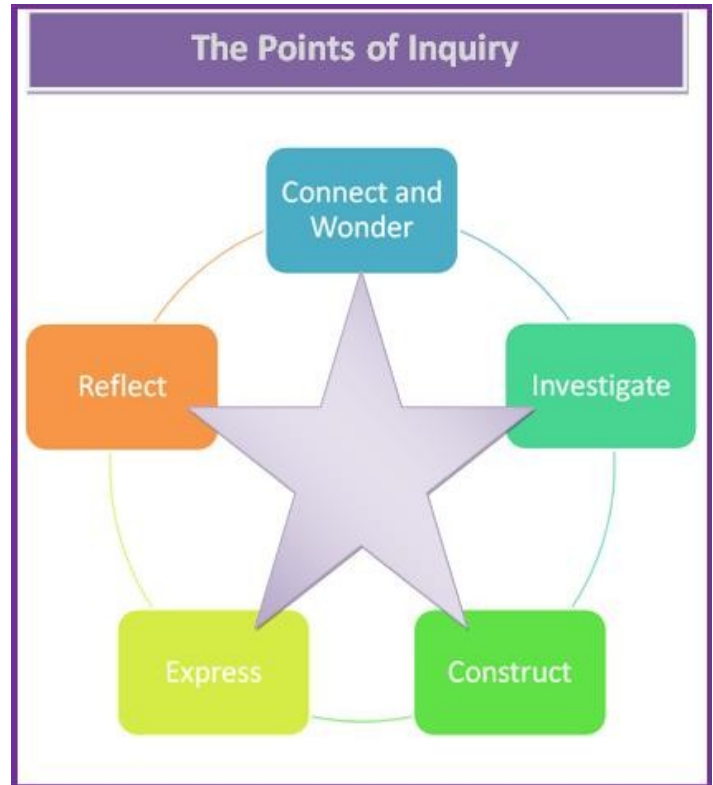 The Points of Inquiry
Connect and
Wonder
Investigate
Construct
Express
Reflect